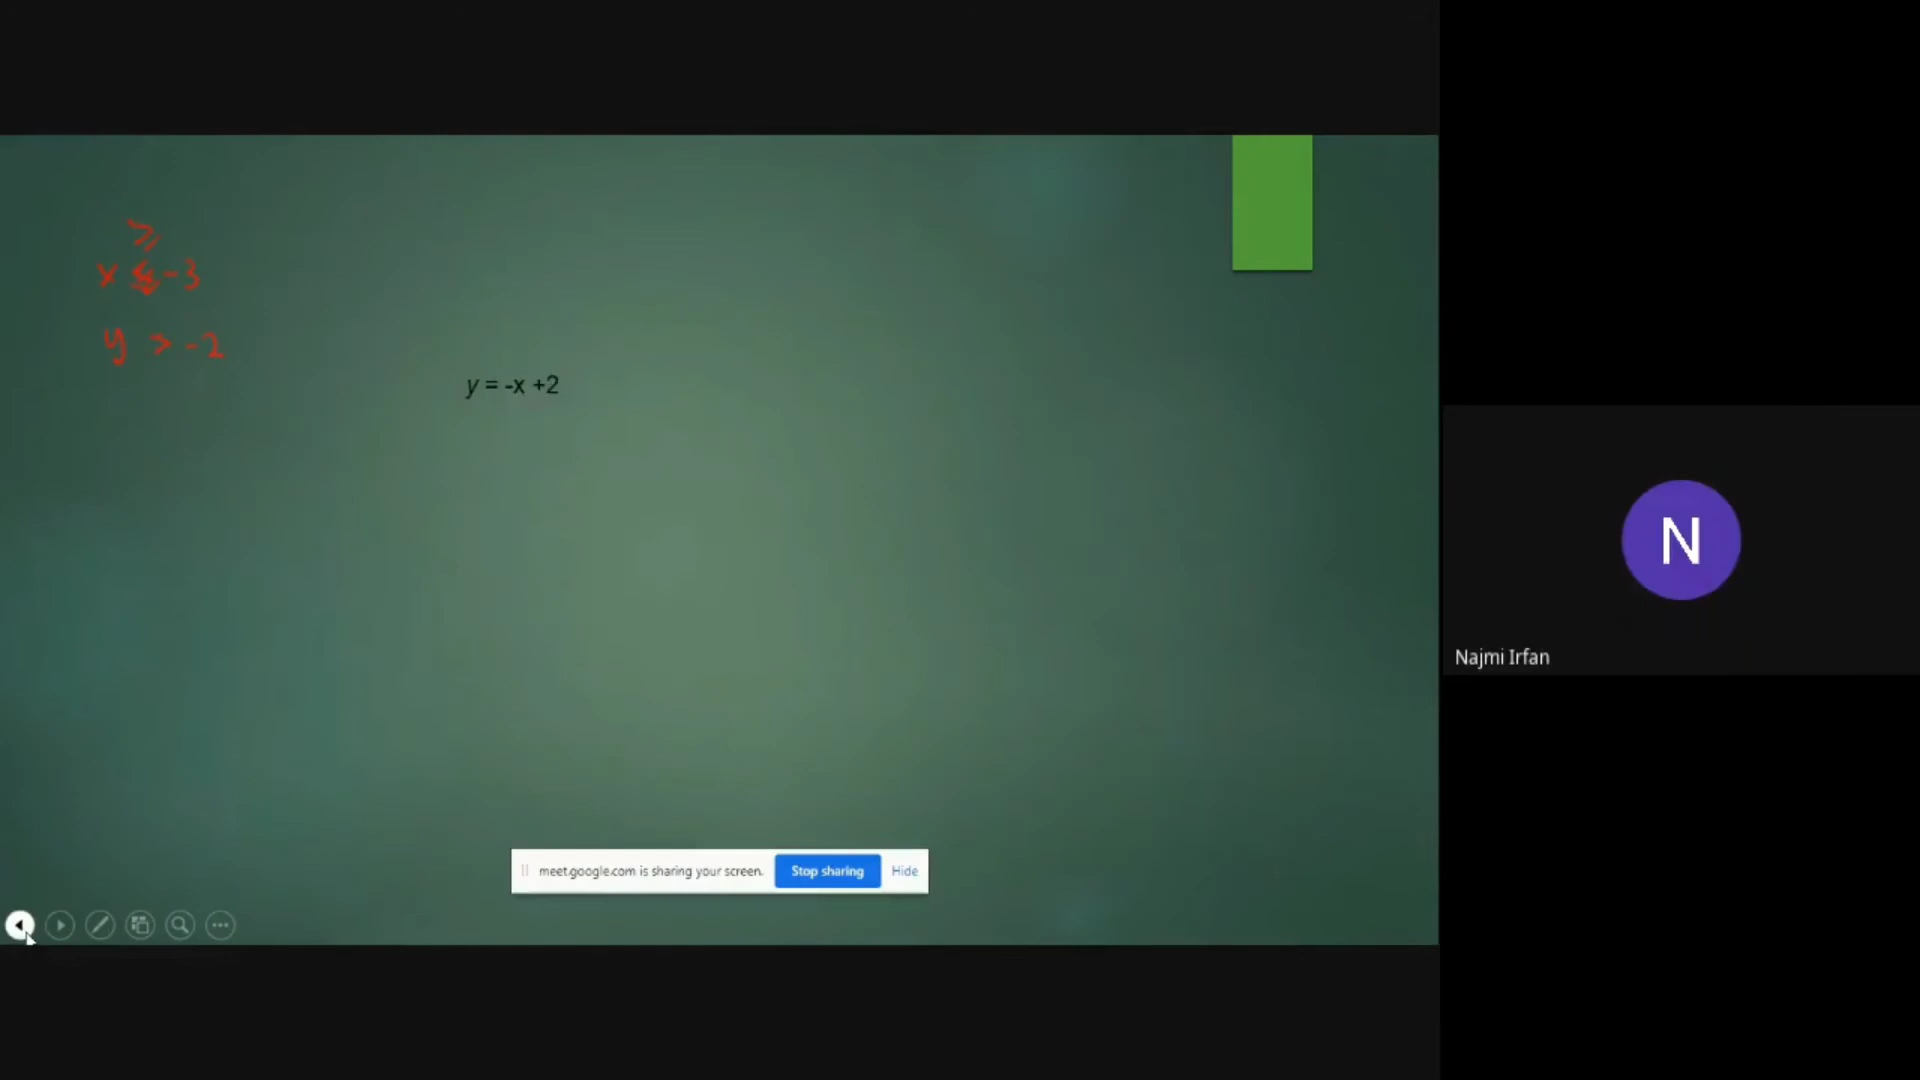 ⩾
x ⩽ -3
y > -2
y = -x +2
meet.google.com is sharing your screen. Stop sharing Hide
N
Najmi Irfan